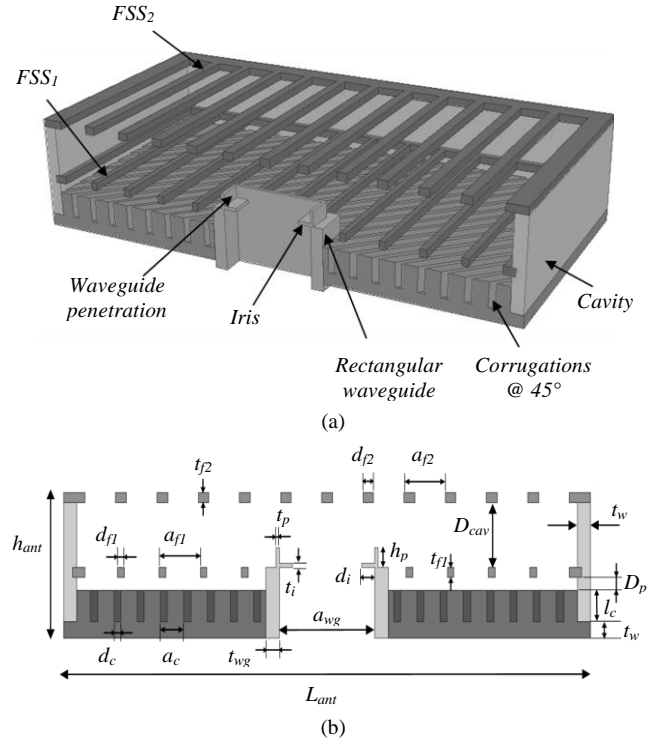 FSS2
FSS1
Waveguide
penetration
Iris
Rectangular
waveguide
Corrugations
@ 45°
Cavity
(a)
tf2
df2
af2
hant
df1
af1
tp
ti
di
hp
tf1
Dcav
tw
Dp
lc
tw
dc
ac
twg
awg
Lant
(b)